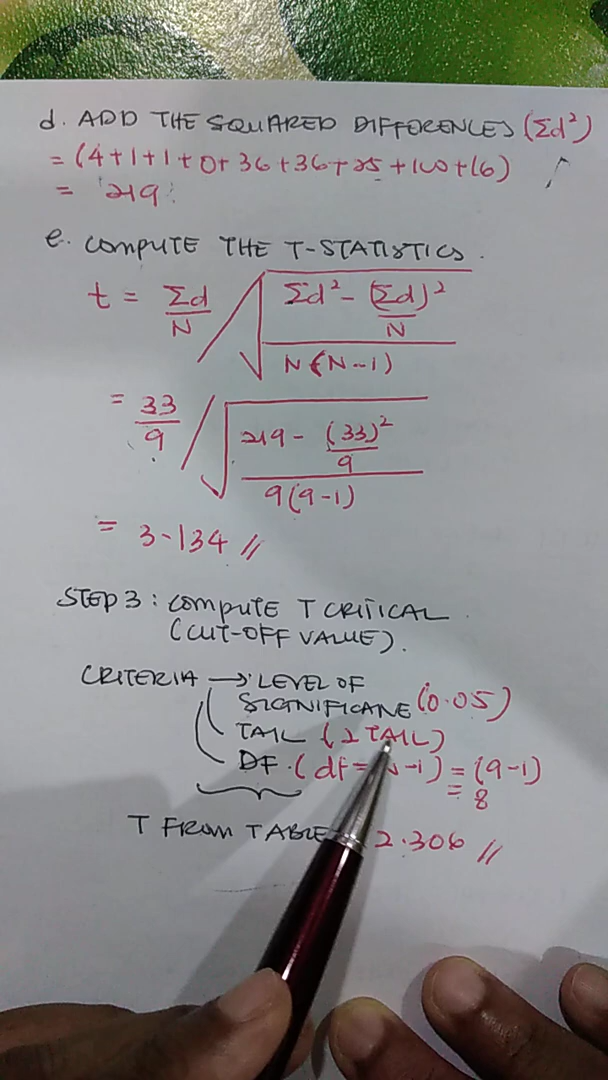 d. ADD THE SQUARED DIFFERENCES (Σd²)
= (4+1+1+0+36+36+25+100+16)
= 219
e. COMPUTE THE T-STATISTICS.
t = Σd/N / √((Σd² - (Σd)²/N) / N(N-1))
= 33/9 / √((219 - (33)²/9) / 9(9-1))
= 3.134 //
STEP 3: COMPUTE T CRITICAL
(CUT-OFF VALUE).
CRITERIA → LEVEL OF
SIGNIFICANE (0.05)
TAIL (2 TAIL)
DF. (df = -1) = (9-1)
= 8
T FROM TABLE 2.306 //